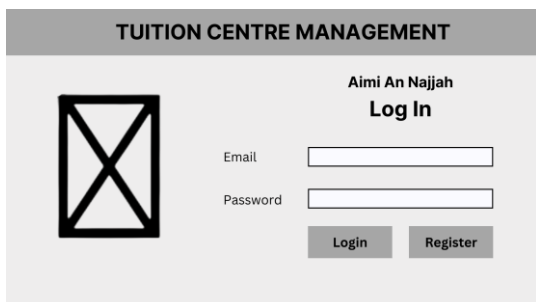 TUITION CENTRE MANAGEMENT
Aimi An Najjah
Log In
Email
Password
Login Register